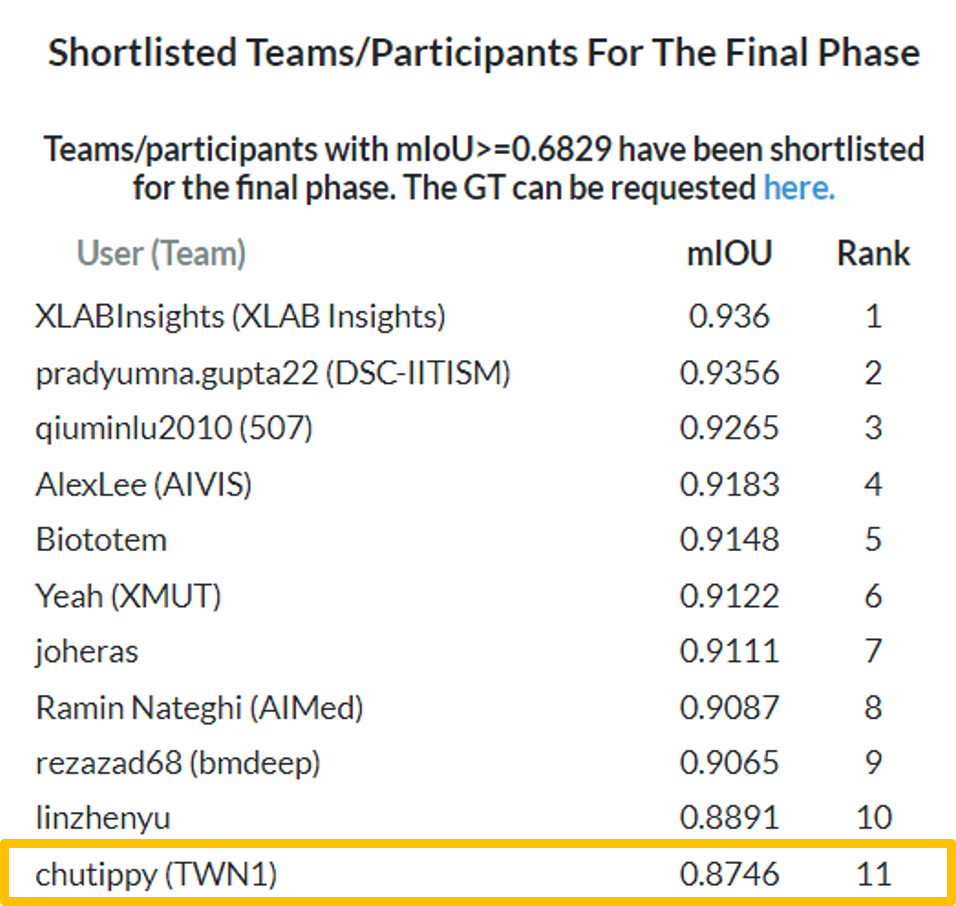 Shortlisted Teams/Participants For The Final Phase
Teams/participants with mIoU>=0.6829 have been shortlisted
for the final phase. The GT can be requested here.
User (Team) mIOU Rank
XLABInsights (XLAB Insights) 0.936 1
pradyumna.gupta22 (DSC-IITISM) 0.9356 2
qiuminlu2010 (507) 0.9265 3
AlexLee (AIVIS) 0.9183 4
Biototem 0.9148 5
Yeah (XMUT) 0.9122 6
joheras 0.9111 7
Ramin Nateghi (AIMed) 0.9087 8
rezazad68 (bmdeep) 0.9065 9
linzhenyu 0.8891 10
chutippy (TWN1) 0.8746 11